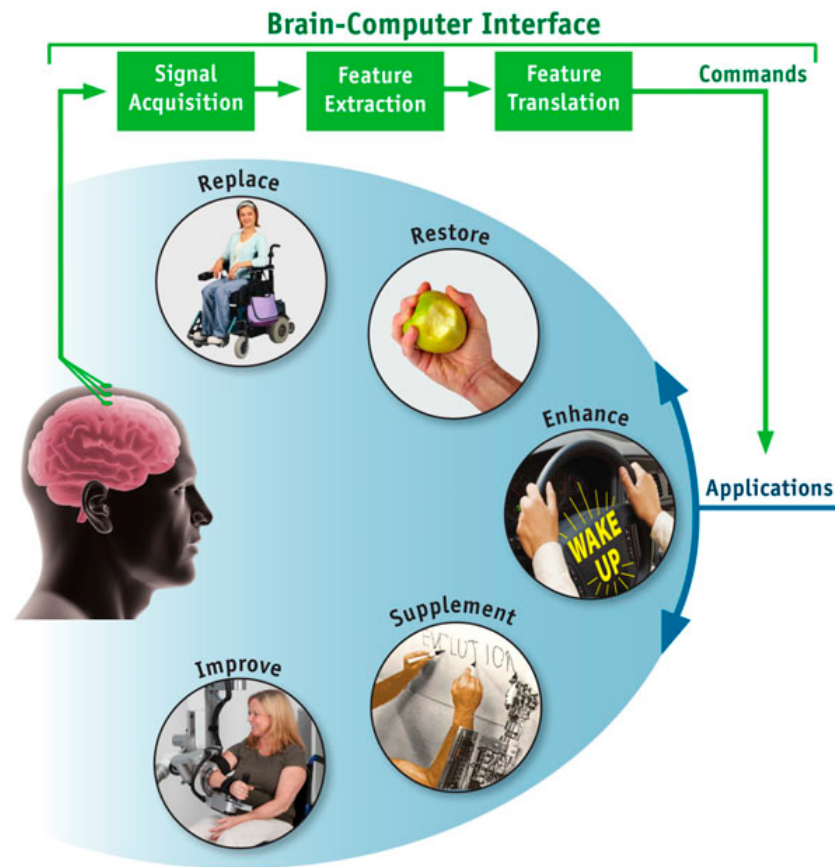 Brain-Computer Interface
Signal
Acquisition
Feature
Extraction
Feature
Translation
Commands
Replace
Restore
Enhance
WAKE
UP
Applications
Supplement
Improve